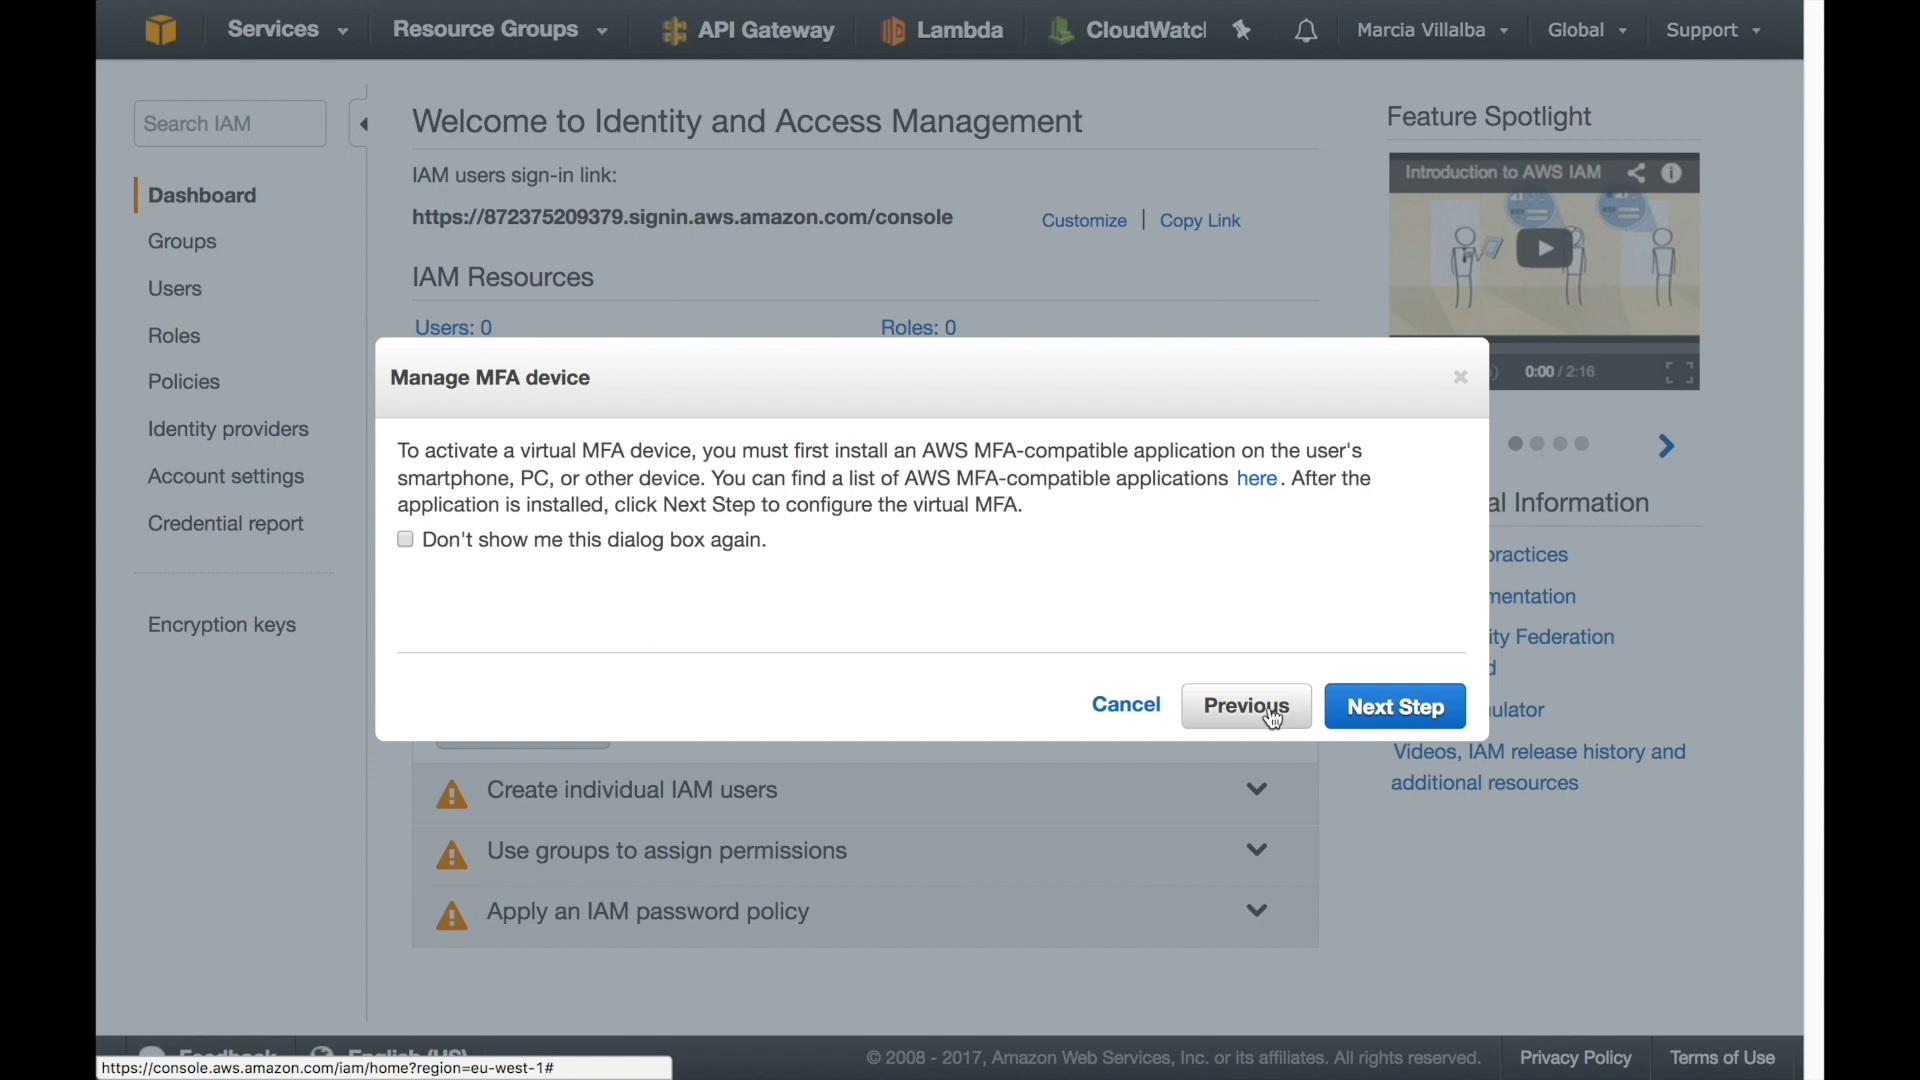 Services
Resource Groups
API Gateway
Lambda
CloudWatch
Marcia Villalba
Global
Support
Search IAM
Dashboard
Groups
Users
Roles
Policies
Identity providers
Account settings
Credential report
Encryption keys
Welcome to Identity and Access Management
IAM users sign-in link:
https://872375209379.signin.aws.amazon.com/console
Customize | Copy Link
IAM Resources
Users: 0
Roles: 0
Feature Spotlight
Introduction to AWS IAM
0:00 / 2:16
Manage MFA device
To activate a virtual MFA device, you must first install an AWS MFA-compatible application on the user's
smartphone, PC, or other device. You can find a list of AWS MFA-compatible applications here. After the
application is installed, click Next Step to configure the virtual MFA.
Don't show me this dialog box again.
Cancel
Previous
Next Step
al Information
practices
mentation
ity Federation
ulator
Videos, IAM release history and
additional resources
Create individual IAM users
Use groups to assign permissions
Apply an IAM password policy
Feedback
English (US)
© 2008 - 2017, Amazon Web Services, Inc. or its affiliates. All rights reserved.
Privacy Policy
Terms of Use
https://console.aws.amazon.com/iam/home?region=eu-west-1#